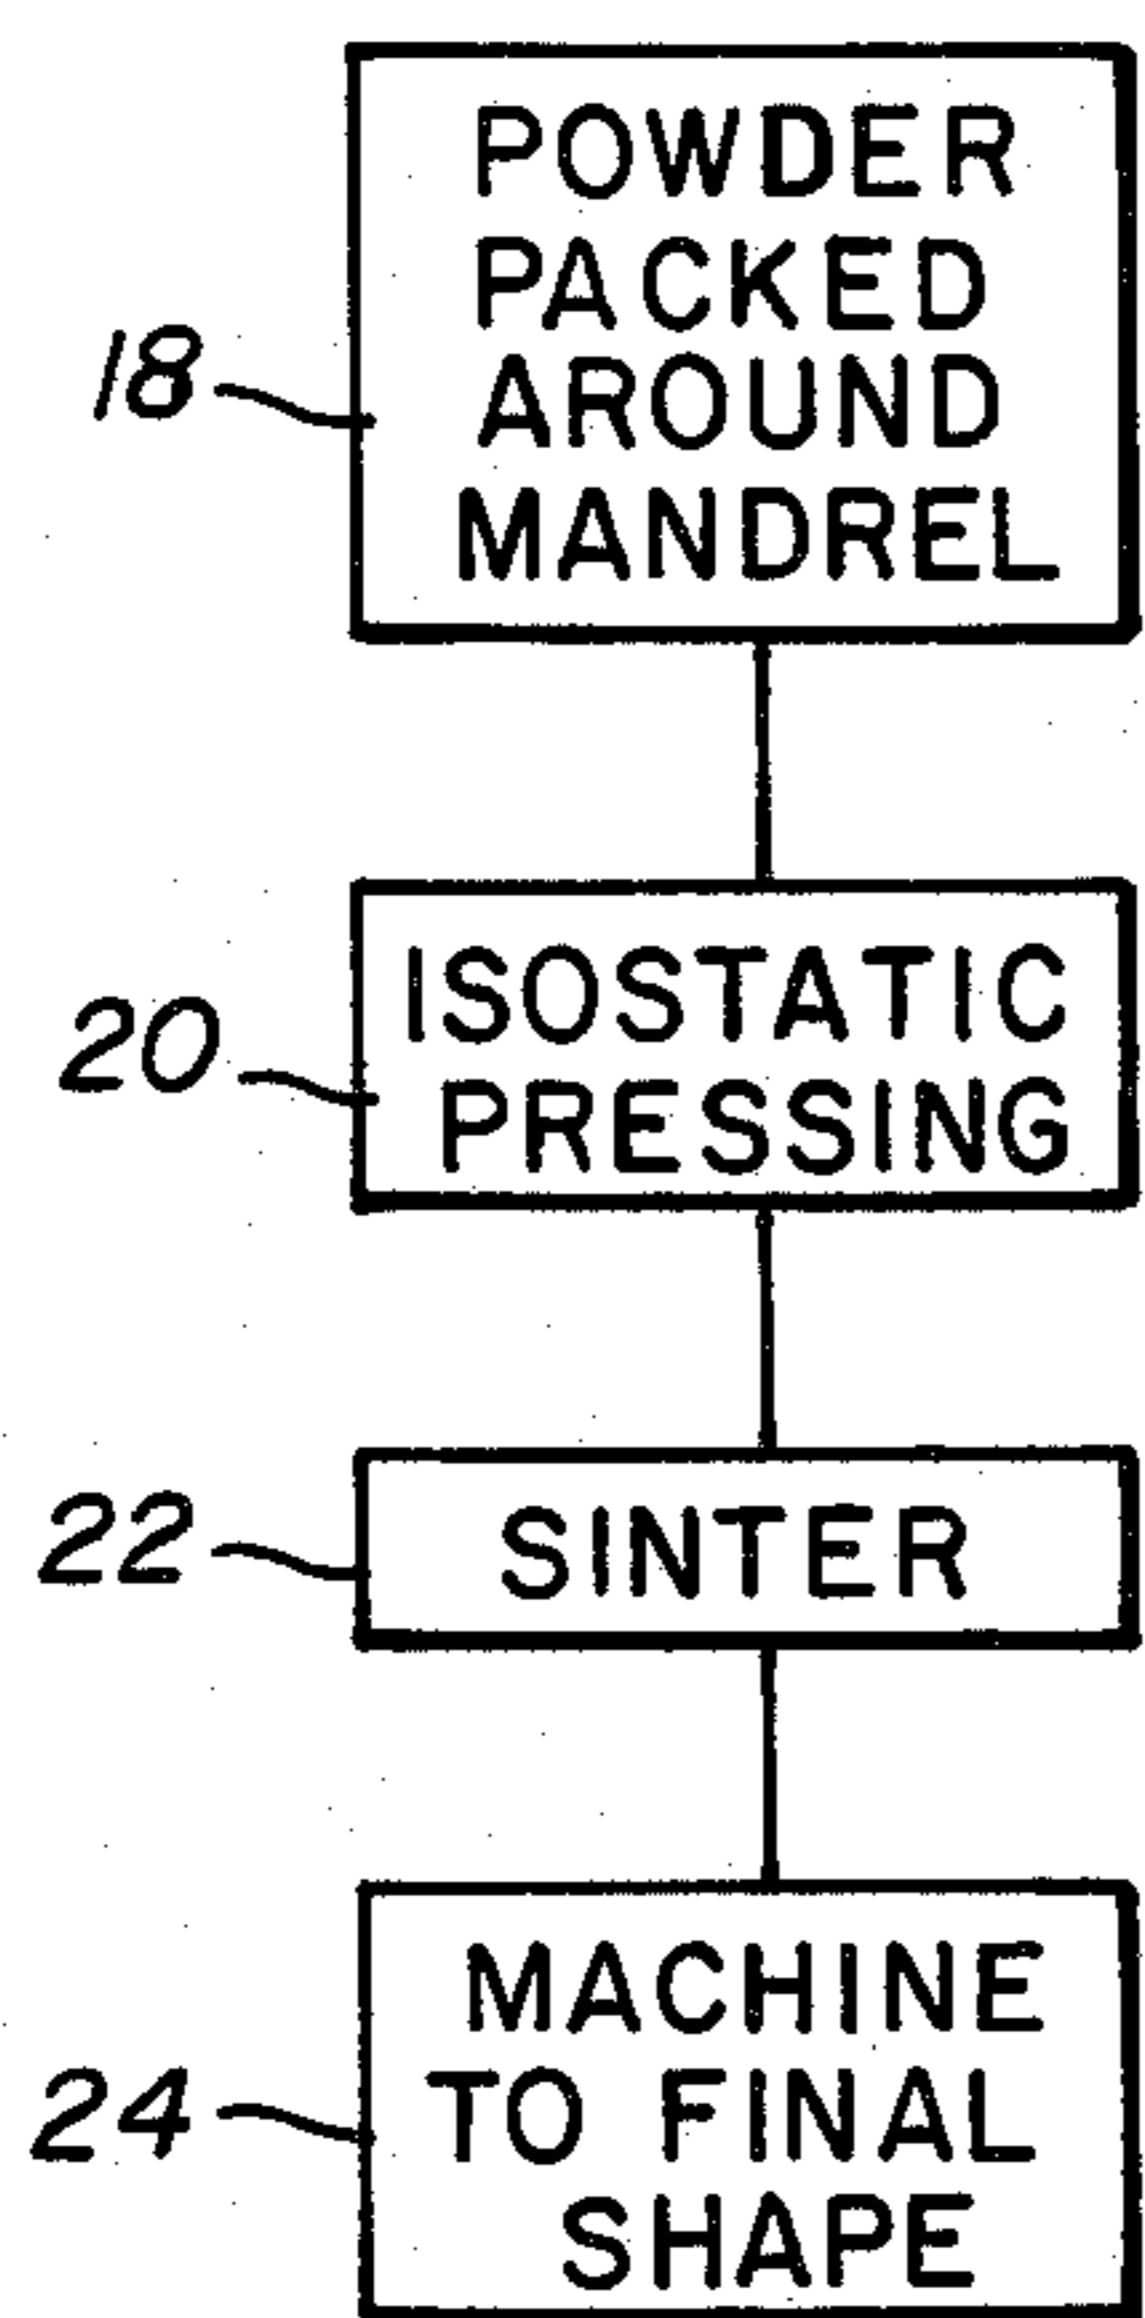 POWDER
PACKED
AROUND
MANDREL
18
ISOSTATIC
PRESSING
20
SINTER
22
MACHINE
TO FINAL
SHAPE
24